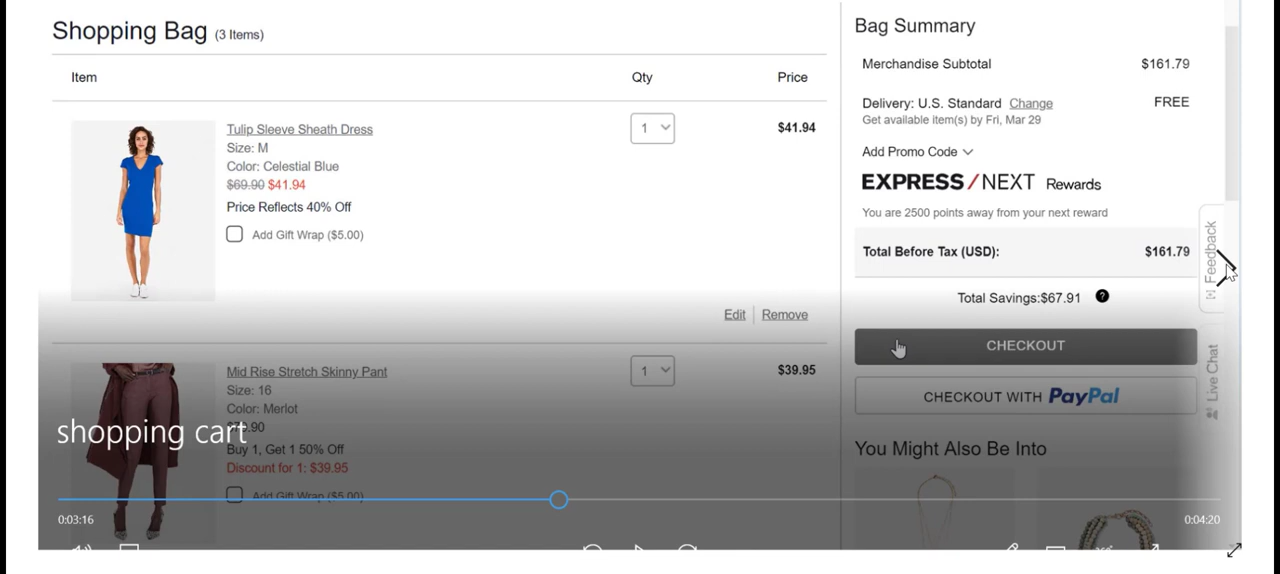 Shopping Bag (3 Items)
Item Qty Price
Tulip Sleeve Sheath Dress
Size: M
Color: Celestial Blue
$69.90 $41.94
Price Reflects 40% Off
Add Gift Wrap ($5.00)
1
$41.94
Edit Remove
Mid Rise Stretch Skinny Pant
Size: 16
Color: Merlot
Buy 1, Get 1 50% Off
Discount for 1: $39.95
Add Gift Wrap ($5.00)
1
$39.95
shopping cart
0:03:16
0:04:20
Bag Summary
Merchandise Subtotal $161.79
Delivery: U.S. Standard Change FREE
Get available item(s) by Fri, Mar 29
Add Promo Code
EXPRESS/NEXT Rewards
You are 2500 points away from your next reward
Total Before Tax (USD): $161.79
Total Savings:$67.91 ?
CHECKOUT
CHECKOUT WITH PayPal
You Might Also Be Into
[+] Feedback
Live Chat